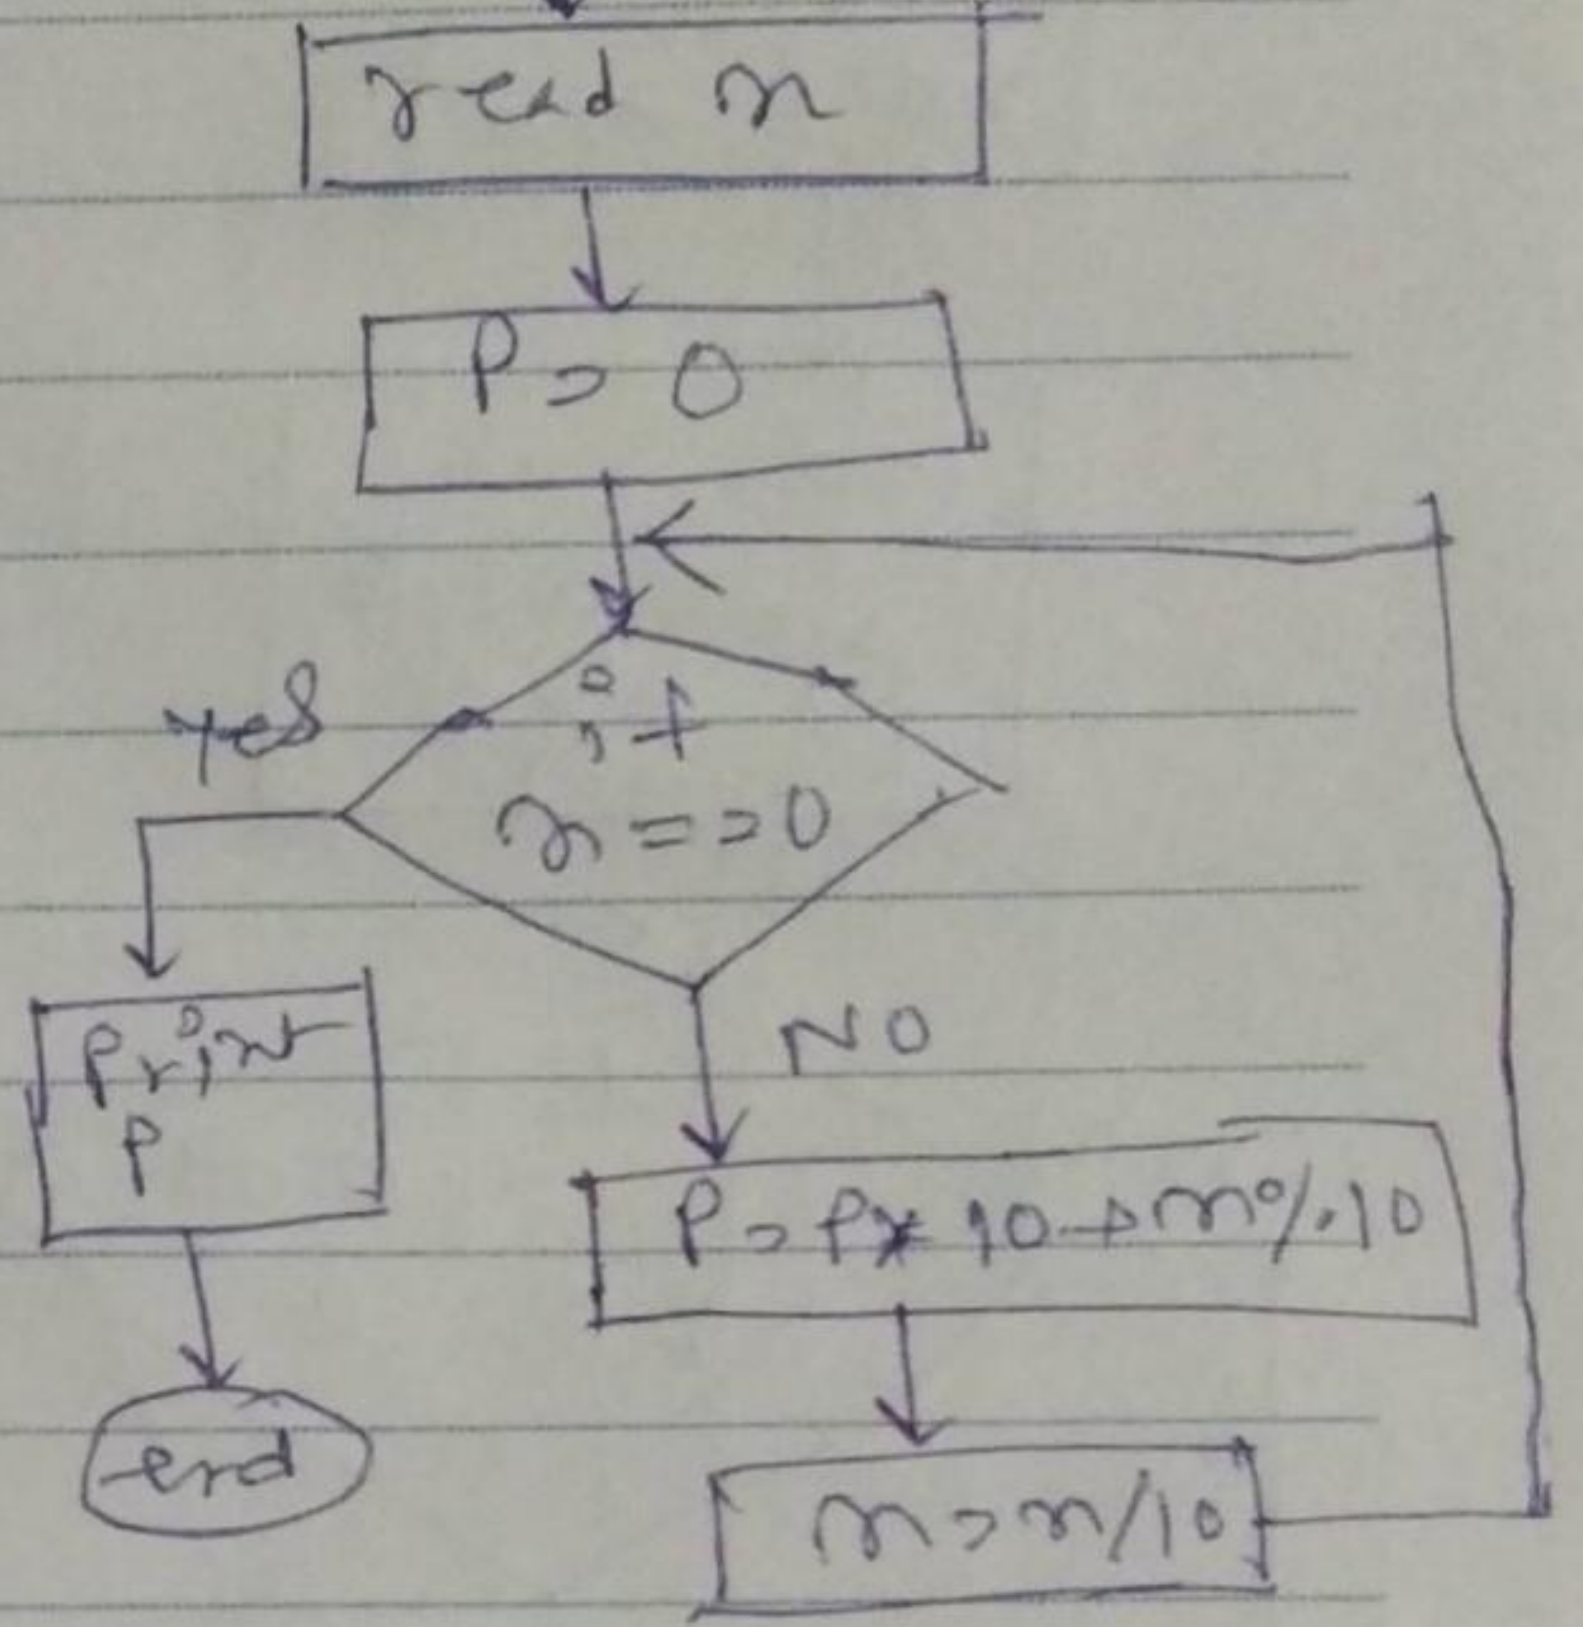 read n
P = 0
if
n == 0
yes
NO
Print
P
P = P * 10 + n % 10
n = n/10
end